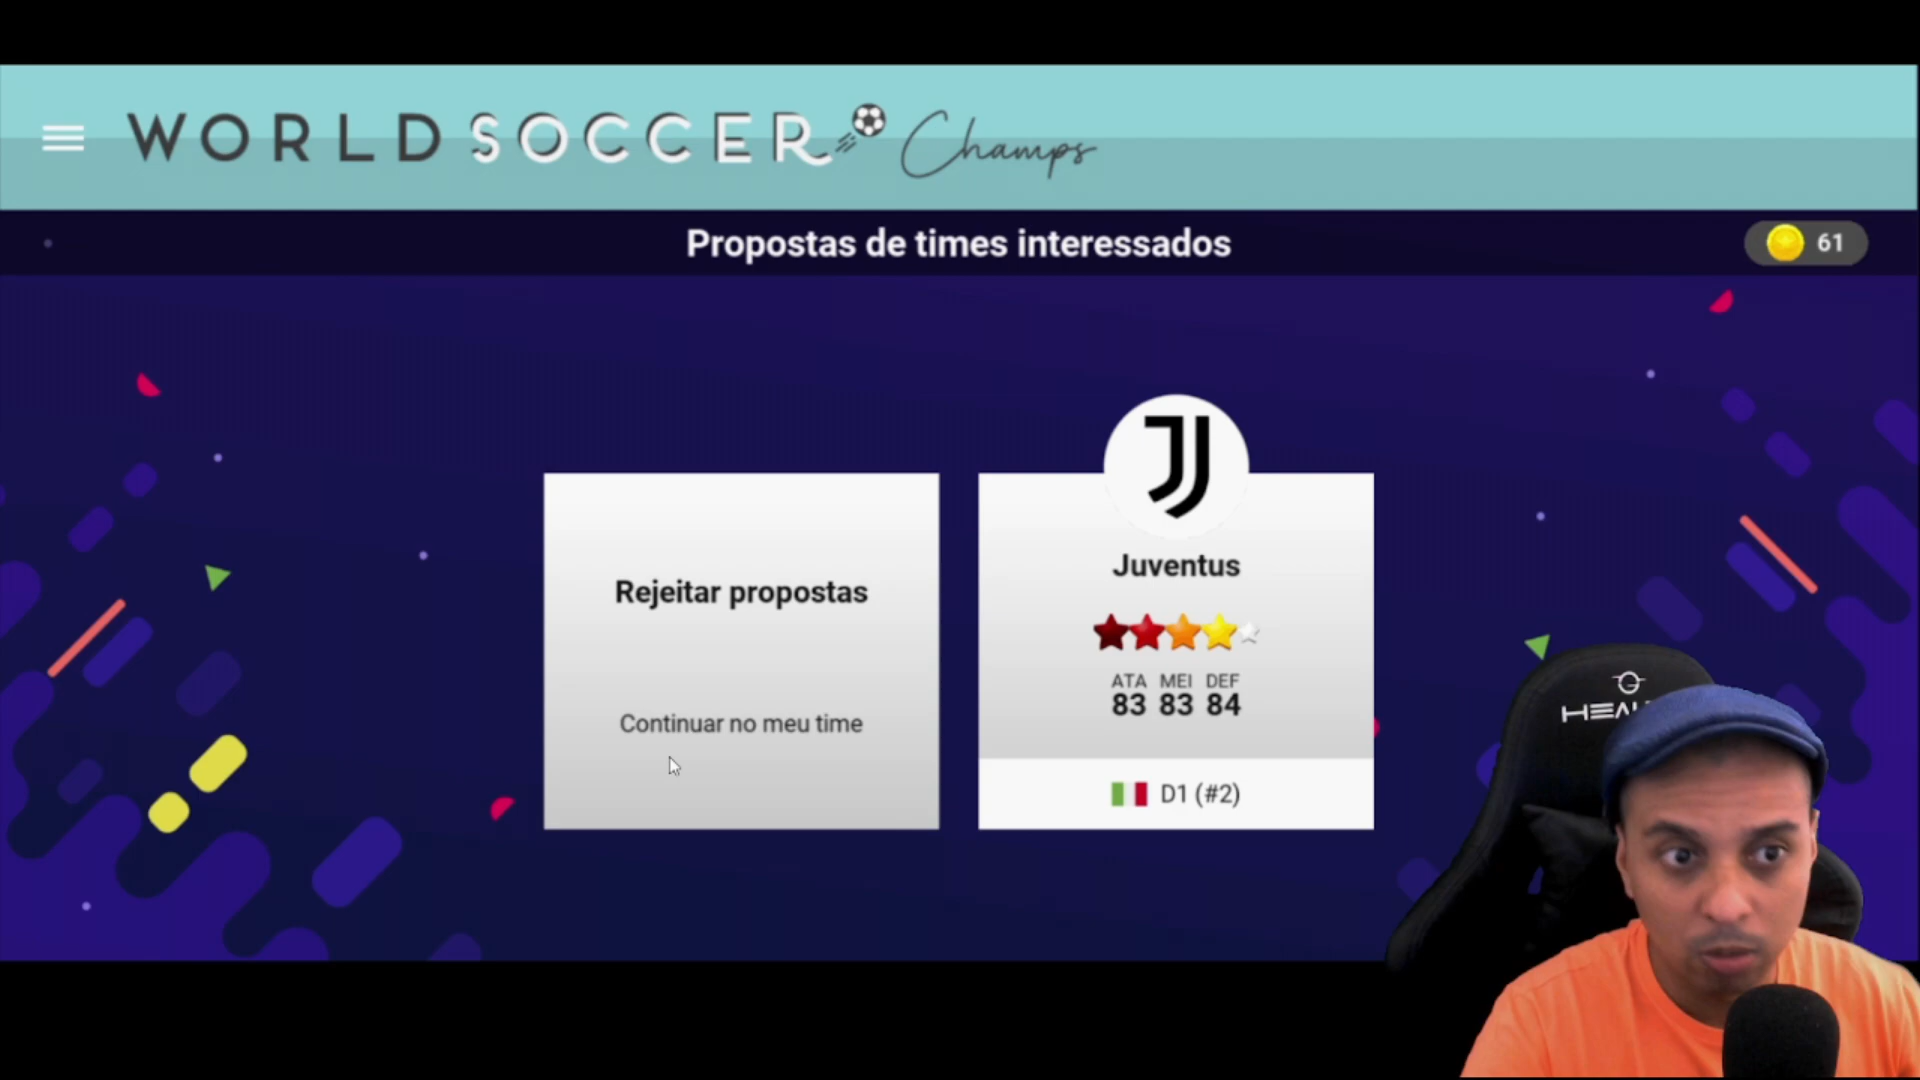 WORLD SOCCER Champs
Propostas de times interessados
61
Rejeitar propostas
Continuar no meu time
Juventus
ATA MEI DEF
83 83 84
D1 (#2)